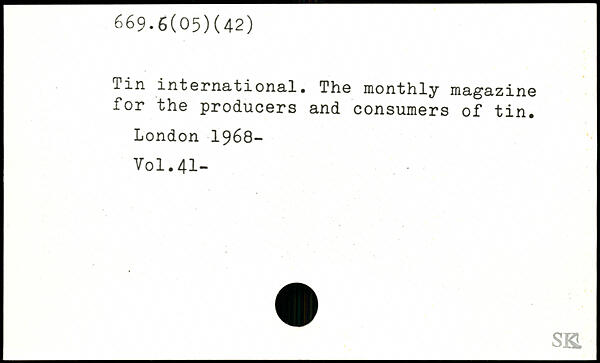 669.6(05)(42)
Tin international. The monthly magazine
for the producers and consumers of tin.
London 1968-
Vol.41-
SK